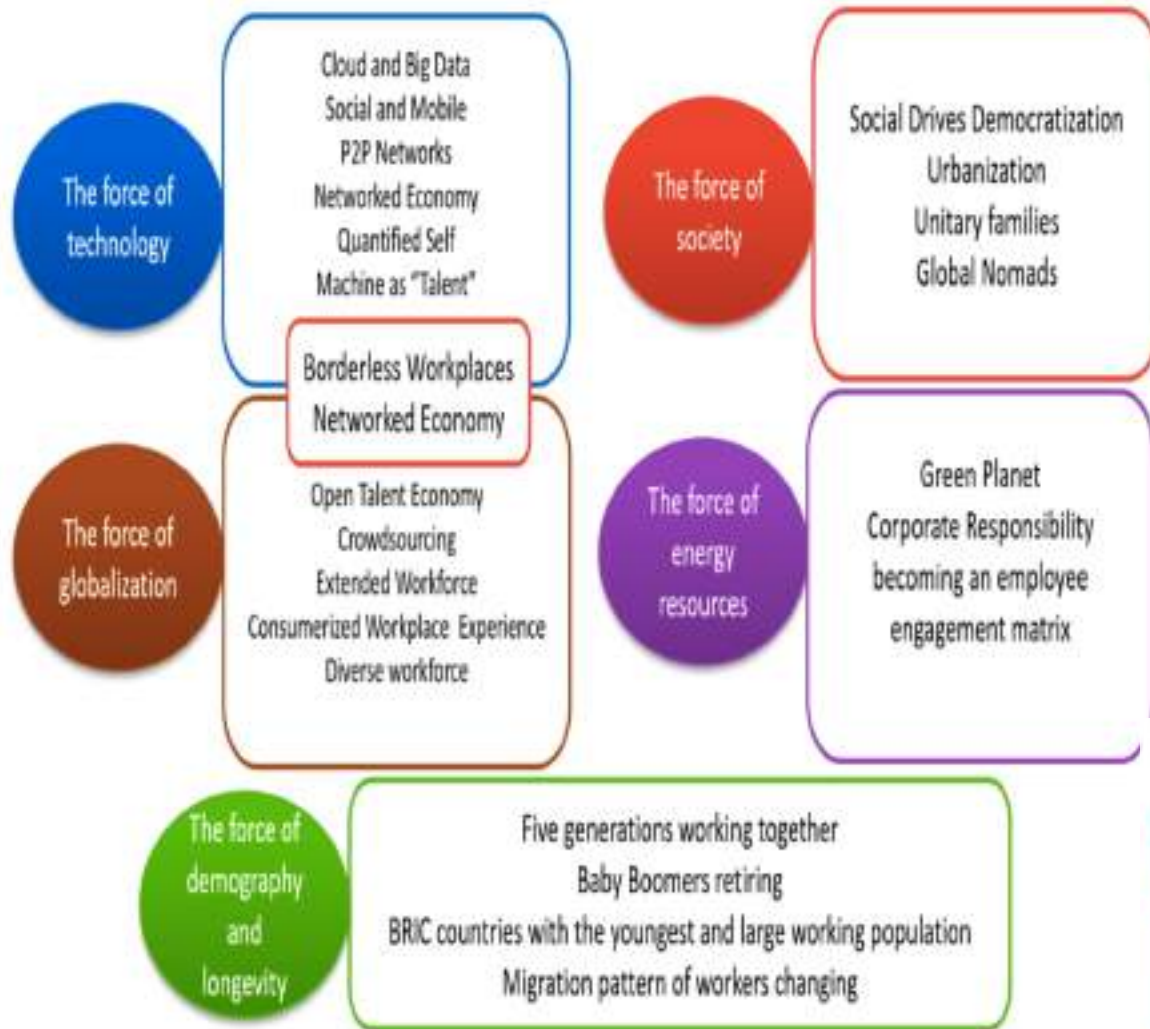 The force of
technology
Cloud and Big Data
Social and Mobile
P2P Networks
Networked Economy
Quantified Self
Machine as "Talent"
The force of
society
Social Drives Democratization
Urbanization
Unitary families
Global Nomads
Borderless Workplaces
Networked Economy
The force of
globalization
Open Talent Economy
Crowdsourcing
Extended Workforce
Consumerized Workplace Experience
Diverse workforce
The force of
energy
resources
Green Planet
Corporate Responsibility
becoming an employee
engagement matrix
The force of
demography
and
longevity
Five generations working together
Baby Boomers retiring
BRIC countries with the youngest and large working population
Migration pattern of workers changing